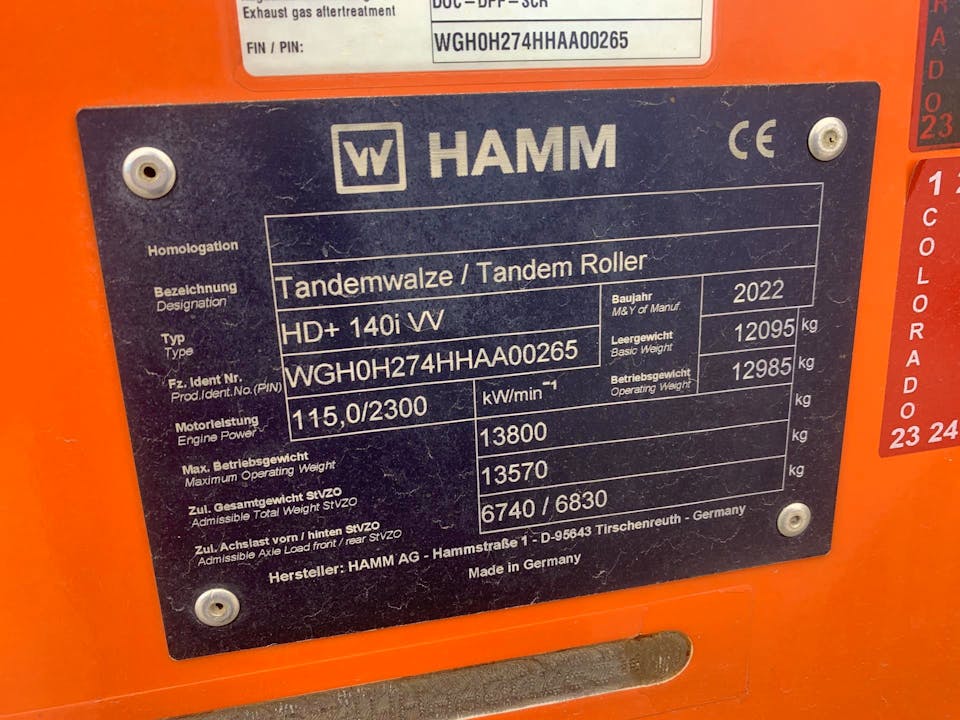 Exhaust gas aftertreatment
DOC-DPF-SCR
FIN / PIN:
WGH0H274HHAA00265
HAMM
CE
Homologation
Bezeichnung
Designation
Tandemwalze / Tandem Roller
Typ
Type
HD+ 140i VV
Baujahr
M&Y of Manuf.
2022
Fz. Ident Nr.
Prod.Ident.No.(PIN)
WGH0H274HHAA00265
Leergewicht
Basic Weight
12095 kg
Motorleistung
Engine Power
115,0/2300
kW/min⁻¹
Betriebsgewicht
Operating Weight
12985 kg
Max. Betriebsgewicht
Maximum Operating Weight
13800 kg
Zul. Gesamtgewicht StVZO
Admissible Total Weight StVZO
13570 kg
Zul. Achslast vorn / hinten StVZO
Admissible Axle Load front / rear StVZO
6740 / 6830 kg
Hersteller: HAMM AG - Hammstraße 1 - D-95643 Tirschenreuth - Germany
Made in Germany
RADO
23
1 2
COLORADO
23 24